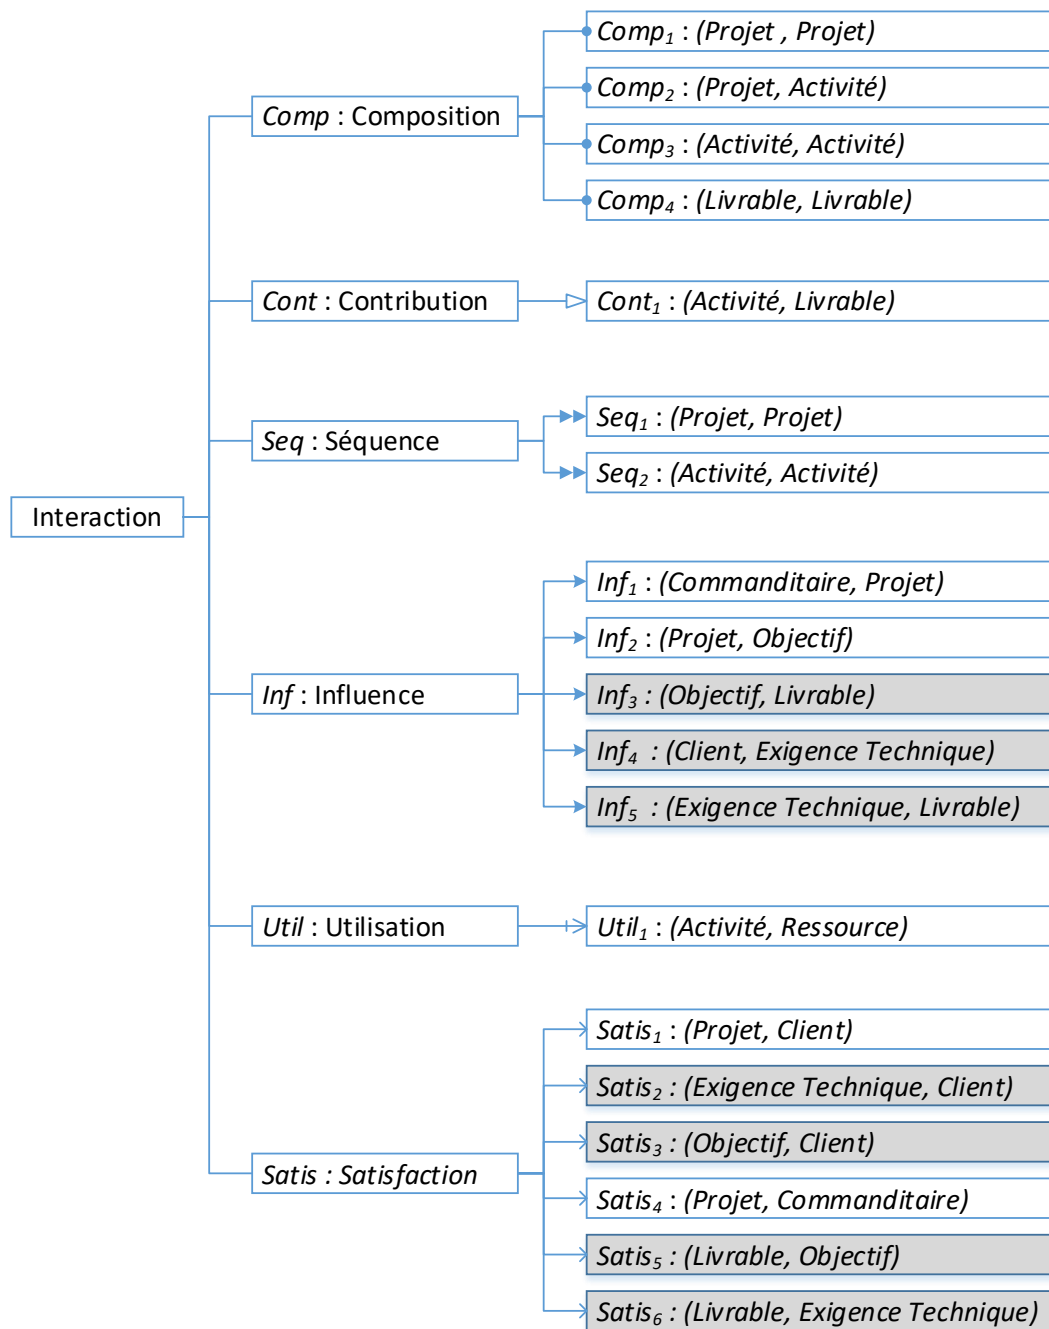 Comp₁ : (Projet , Projet)
Comp₂ : (Projet, Activité)
Comp : Composition
Comp₃ : (Activité, Activité)
Comp₄ : (Livrable, Livrable)
Cont : Contribution
Cont₁ : (Activité, Livrable)
Seq₁ : (Projet, Projet)
Seq : Séquence
Seq₂ : (Activité, Activité)
Interaction
Inf₁ : (Commanditaire, Projet)
Inf₂ : (Projet, Objectif)
Inf : Influence
Inf₃ : (Objectif, Livrable)
Inf₄ : (Client, Exigence Technique)
Inf₅ : (Exigence Technique, Livrable)
Util : Utilisation
Util₁ : (Activité, Ressource)
Satis₁ : (Projet, Client)
Satis₂ : (Exigence Technique, Client)
Satis₃ : (Objectif, Client)
Satis : Satisfaction
Satis₄ : (Projet, Commanditaire)
Satis₅ : (Livrable, Objectif)
Satis₆ : (Livrable, Exigence Technique)